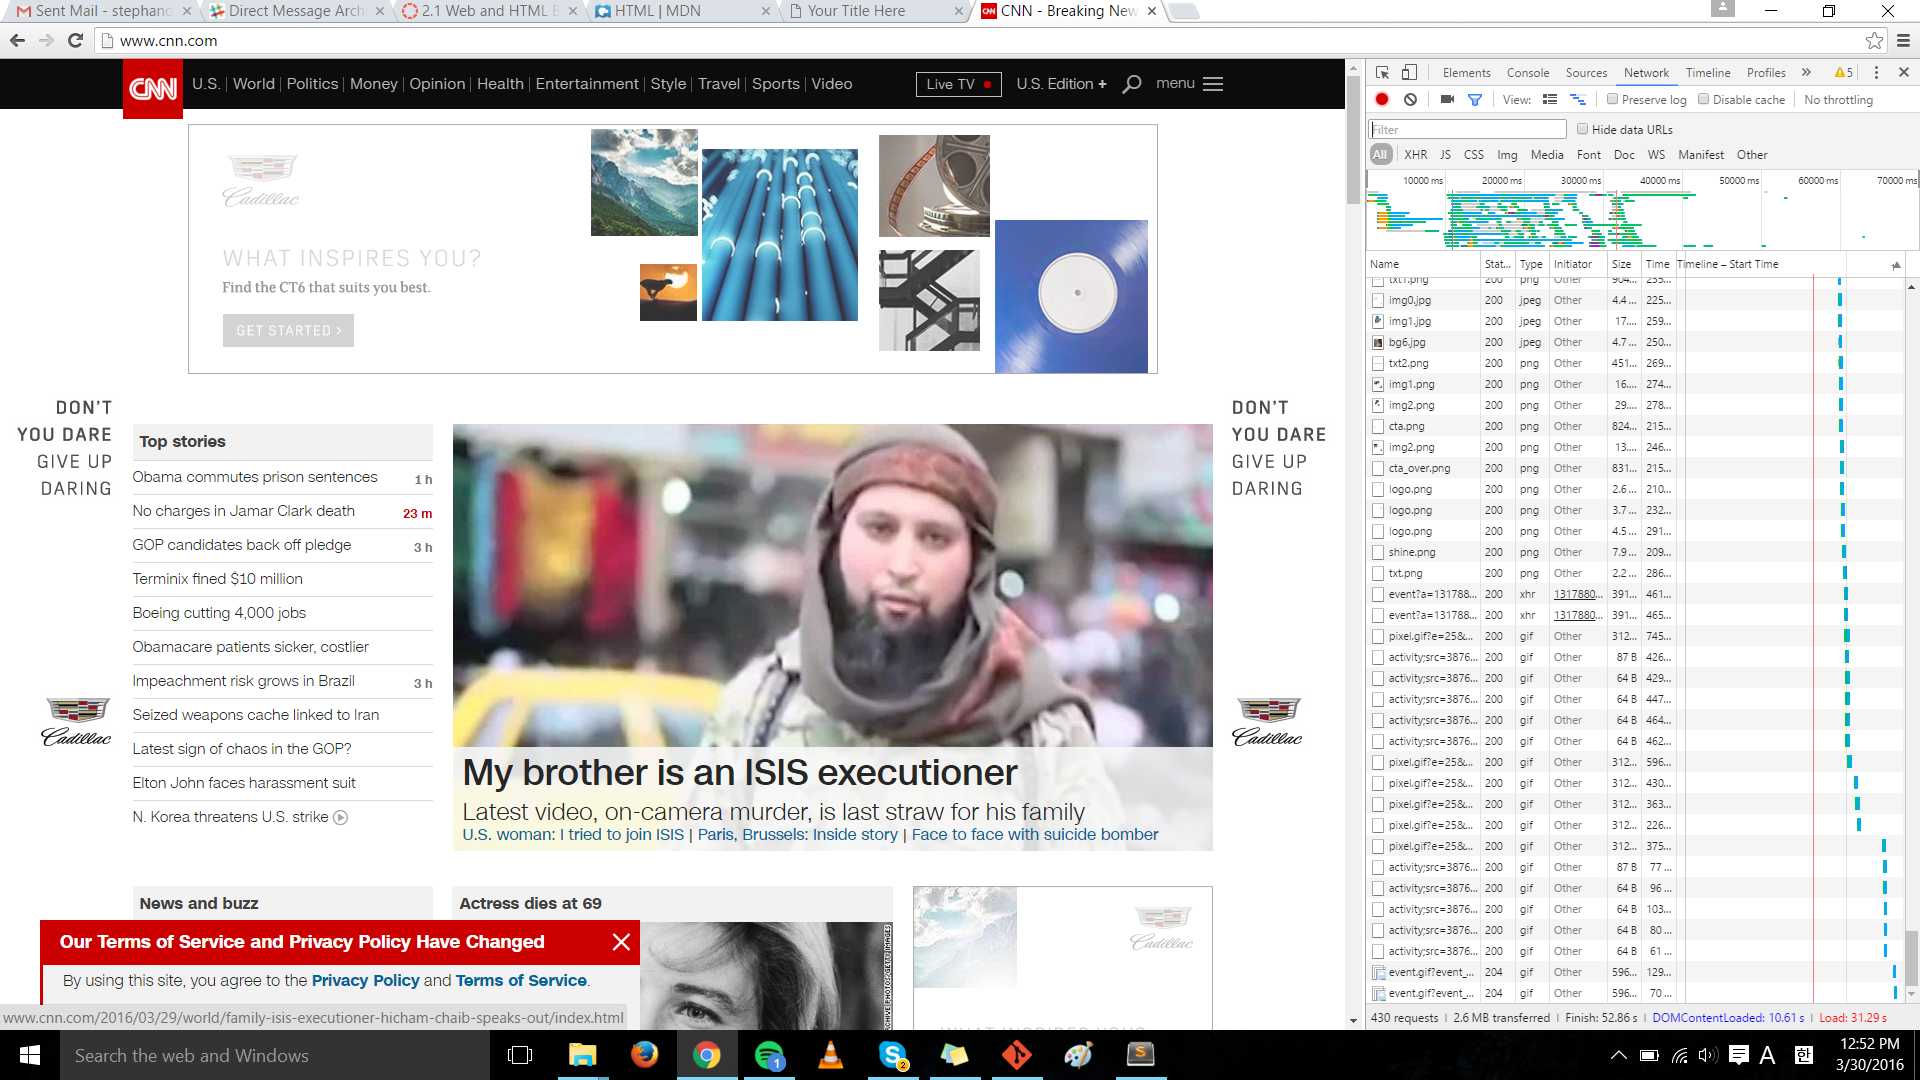 Sent Mail - stephano
Direct Message Arch
2.1 Web and HTML B
HTML | MDN
Your Title Here
CNN - Breaking New
www.cnn.com
CNN
U.S. World Politics Money Opinion Health Entertainment Style Travel Sports Video
Live TV
U.S. Edition +
menu
Cadillac
WHAT INSPIRES YOU?
Find the CT6 that suits you best.
GET STARTED >
DON'T
YOU DARE
GIVE UP
DARING
Cadillac
Top stories
Obama commutes prison sentences 1 h
No charges in Jamar Clark death 23 m
GOP candidates back off pledge 3 h
Terminix fined $10 million
Boeing cutting 4,000 jobs
Obamacare patients sicker, costlier
Impeachment risk grows in Brazil 3 h
Seized weapons cache linked to Iran
Latest sign of chaos in the GOP?
Elton John faces harassment suit
N. Korea threatens U.S. strike
My brother is an ISIS executioner
Latest video, on-camera murder, is last straw for his family
U.S. woman: I tried to join ISIS | Paris, Brussels: Inside story | Face to face with suicide bomber
DON'T
YOU DARE
GIVE UP
DARING
Cadillac
News and buzz
Actress dies at 69
ARCHIVE PHOTOS/GETTY IMAGES
Cadillac
WHAT INSPIRES YOU?
Our Terms of Service and Privacy Policy Have Changed
By using this site, you agree to the Privacy Policy and Terms of Service.
www.cnn.com/2016/03/29/world/family-isis-executioner-hicham-chaib-speaks-out/index.html
Elements Console Sources Network Timeline Profiles » 5
View: Preserve log Disable cache No throttling
Filter
Hide data URLs
All XHR JS CSS Img Media Font Doc WS Manifest Other
10000 ms 20000 ms 30000 ms 40000 ms 50000 ms 60000 ms 70000 ms
Name Stat... Type Initiator Size Time Timeline – Start Time
txt1.png 200 png Other 904... 235...
img0.jpg 200 jpeg Other 4.4 ... 225...
img1.jpg 200 jpeg Other 17.... 259...
bg6.jpg 200 jpeg Other 4.7 ... 250...
txt2.png 200 png Other 451... 269...
img1.png 200 png Other 16.... 274...
img2.png 200 png Other 29.... 278...
cta.png 200 png Other 824... 215...
img2.png 200 png Other 13.... 246...
cta_over.png 200 png Other 831... 215...
logo.png 200 png Other 2.6 ... 210...
logo.png 200 png Other 3.7 ... 232...
logo.png 200 png Other 4.5 ... 291...
shine.png 200 png Other 7.9 ... 209...
txt.png 200 png Other 2.2 ... 286...
event?a=131788... 200 xhr 1317880... 391... 461...
event?a=131788... 200 xhr 1317880... 391... 465...
pixel.gif?e=25&... 200 gif Other 312... 745...
activity;src=3876... 200 gif Other 87 B 426...
activity;src=3876... 200 gif Other 64 B 429...
activity;src=3876... 200 gif Other 64 B 447...
activity;src=3876... 200 gif Other 64 B 464...
activity;src=3876... 200 gif Other 64 B 462...
pixel.gif?e=25&... 200 gif Other 312... 596...
pixel.gif?e=25&... 200 gif Other 312... 430...
pixel.gif?e=25&... 200 gif Other 312... 363...
pixel.gif?e=25&... 200 gif Other 312... 226...
pixel.gif?e=25&... 200 gif Other 312... 375...
activity;src=3876... 200 gif Other 87 B 77 ...
activity;src=3876... 200 gif Other 64 B 96 ...
activity;src=3876... 200 gif Other 64 B 103...
activity;src=3876... 200 gif Other 64 B 80 ...
activity;src=3876... 200 gif Other 64 B 61 ...
event.gif?event_... 204 gif Other 596... 129...
event.gif?event_... 204 gif Other 596... 70 ...
430 requests | 2.6 MB transferred | Finish: 52.86 s | DOMContentLoaded: 10.61 s | Load: 31.29 s
Search the web and Windows
1
2
A
한
12:52 PM
3/30/2016